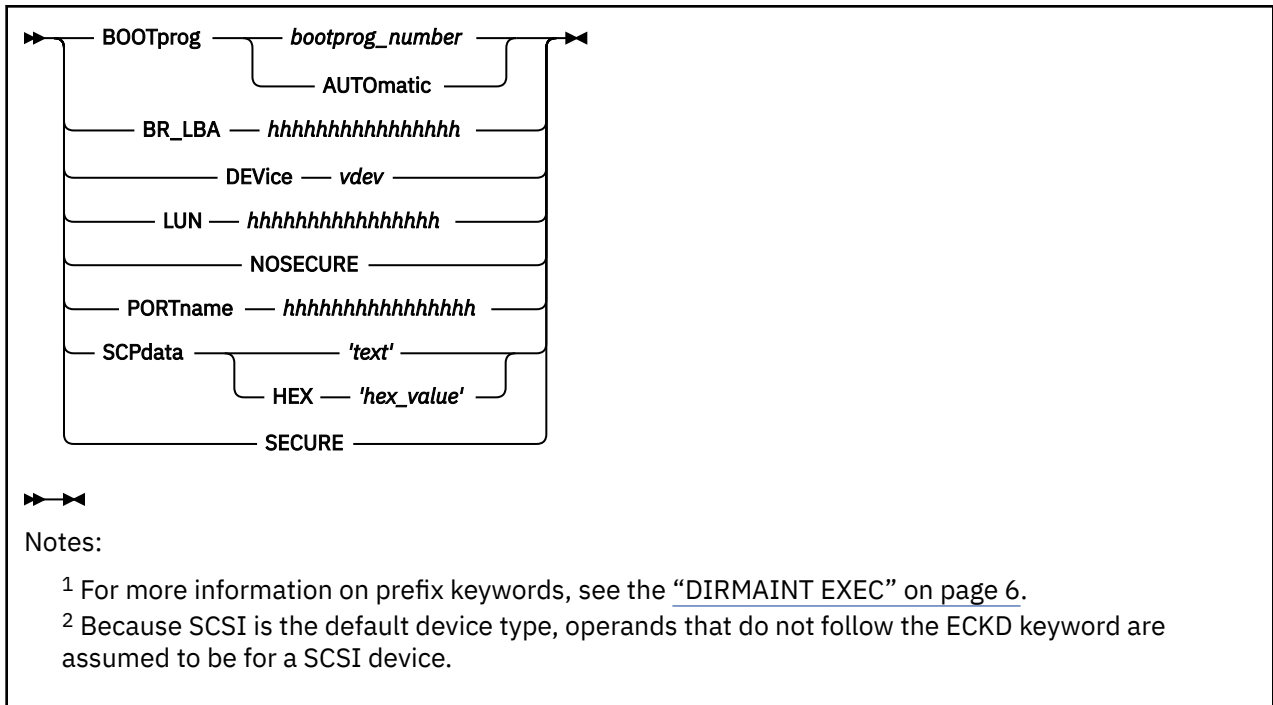 BOOTprog bootprog_number
AUTOmatic
BR_LBA hhhhhhhhhhhhhhhh
DEVice vdev
LUN hhhhhhhhhhhhhhhh
NOSECURE
PORTname hhhhhhhhhhhhhhhh
SCPdata 'text'
HEX 'hex_value'
SECURE
Notes:
1 For more information on prefix keywords, see the “DIRMAINT EXEC” on page 6.
2 Because SCSI is the default device type, operands that do not follow the ECKD keyword are
assumed to be for a SCSI device.